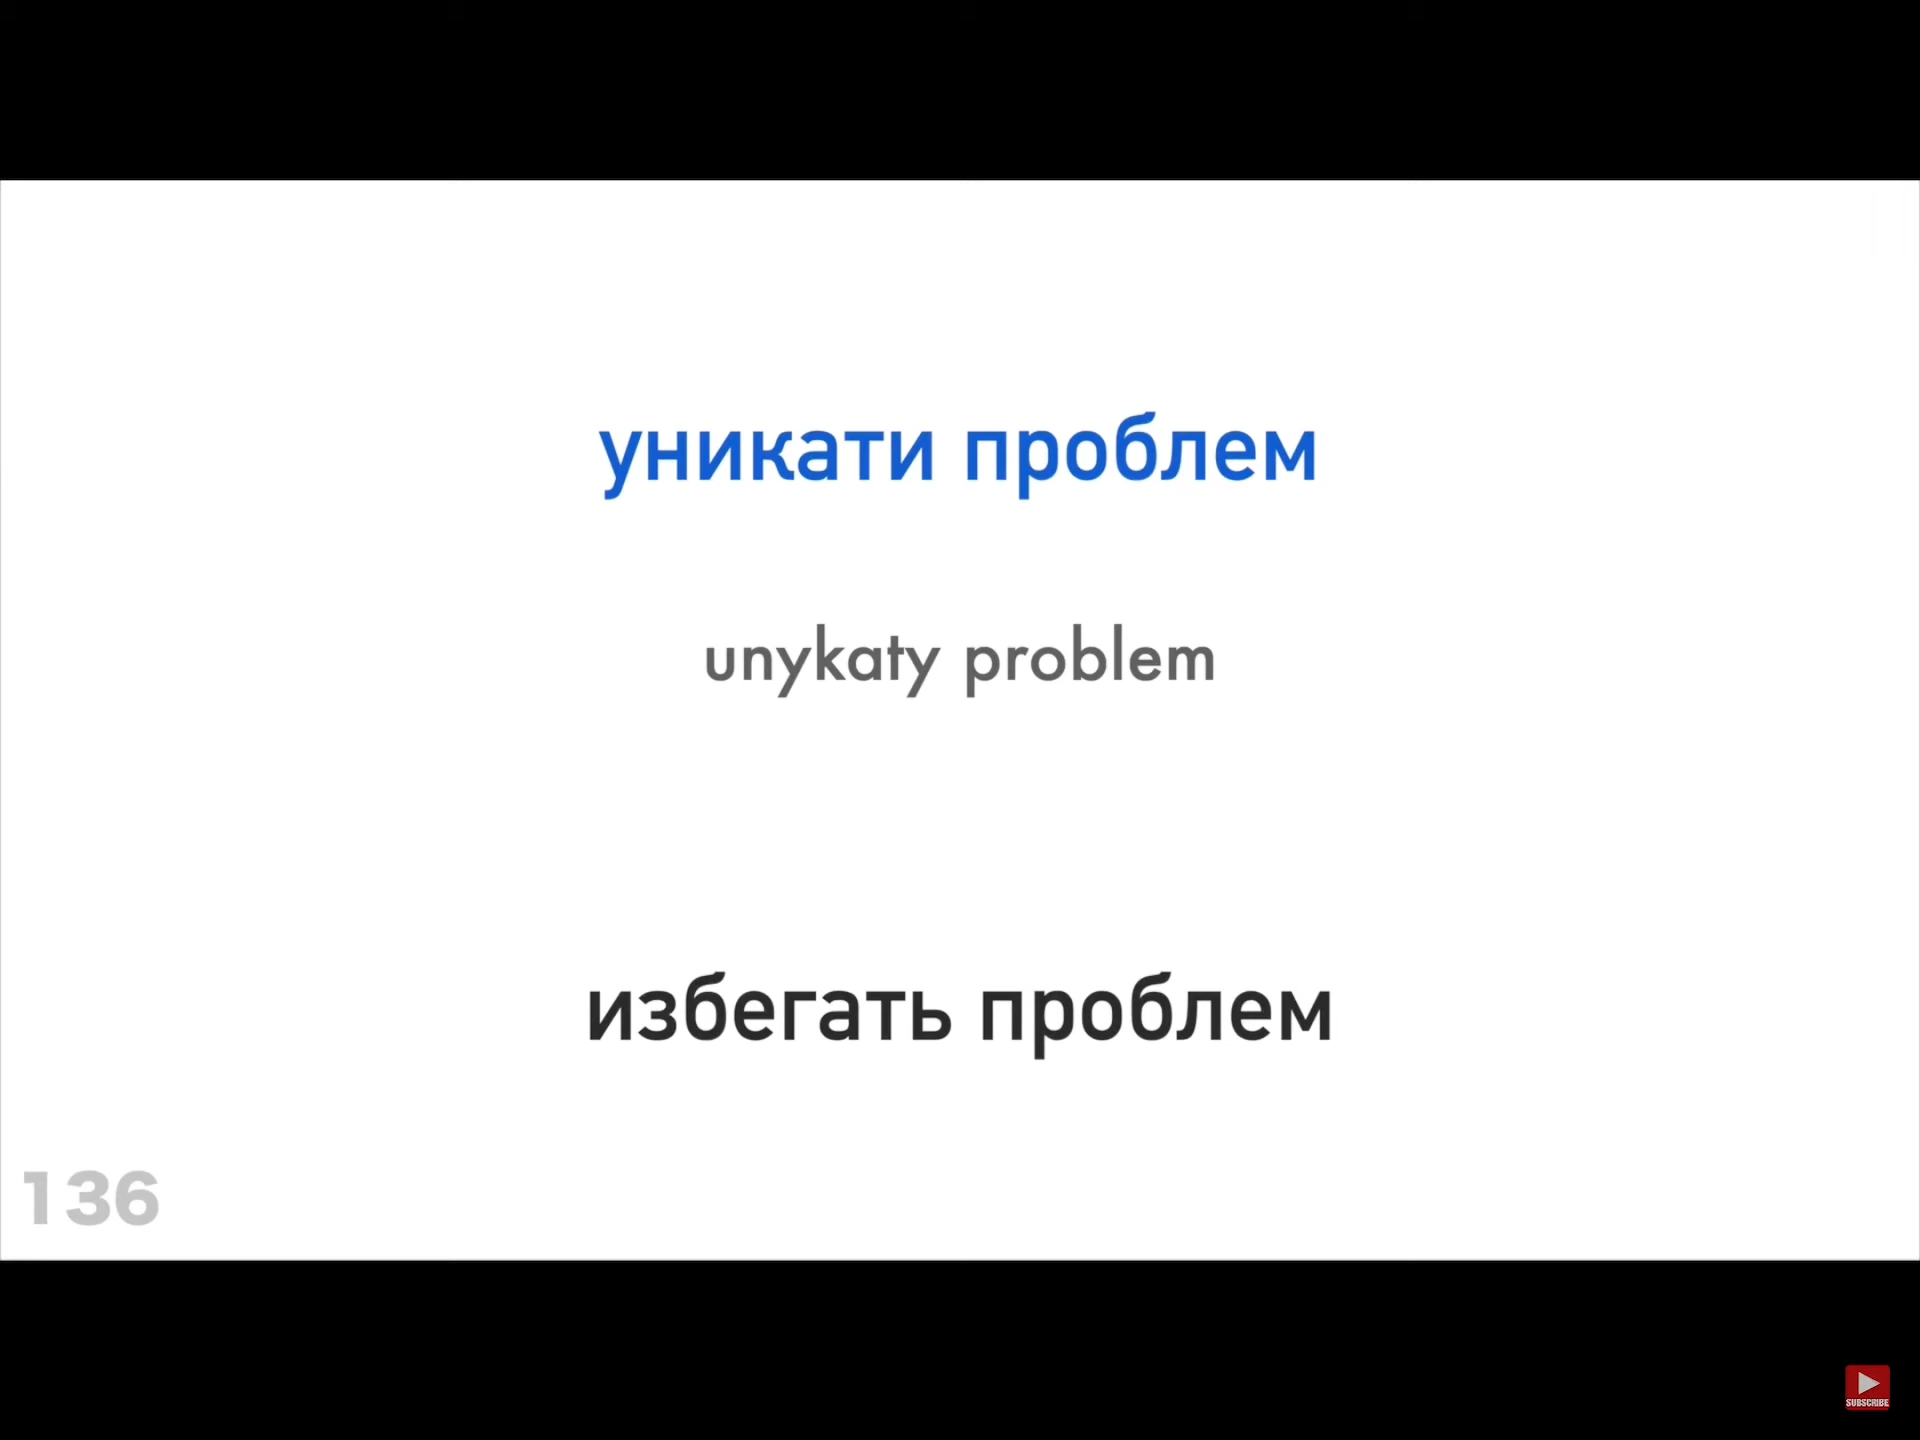 уникати проблем
unykaty problem
избегать проблем
136
SUBSCRIBE